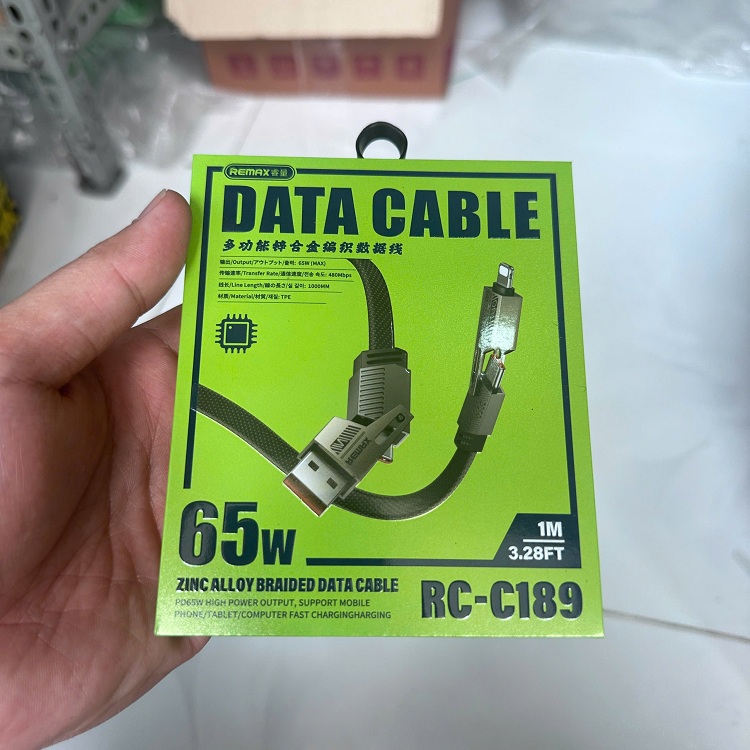 REMAX睿量
DATA CABLE
多功能锌合金编织数据线
输出/Output/アウトプット/출력: 65W (MAX)
传输速率/Transfer Rate/通信速度/전송 속도: 480Mbps
线长/Line Length/線の長さ/실 길이: 1000MM
材质/Material/材質/재질: TPE
REMAX
65W
1M
3.28FT
ZINC ALLOY BRAIDED DATA CABLE
PD65W HIGH POWER OUTPUT, SUPPORT MOBILE
PHONE/TABLET/COMPUTER FAST CHARGINGHARGING
RC-C189